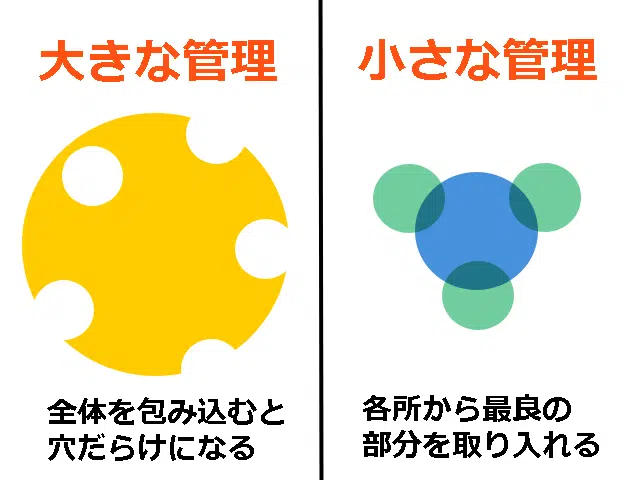 大きな管理
全体を包み込むと
穴だらけになる
小さな管理
各所から最良の
部分を取り入れる